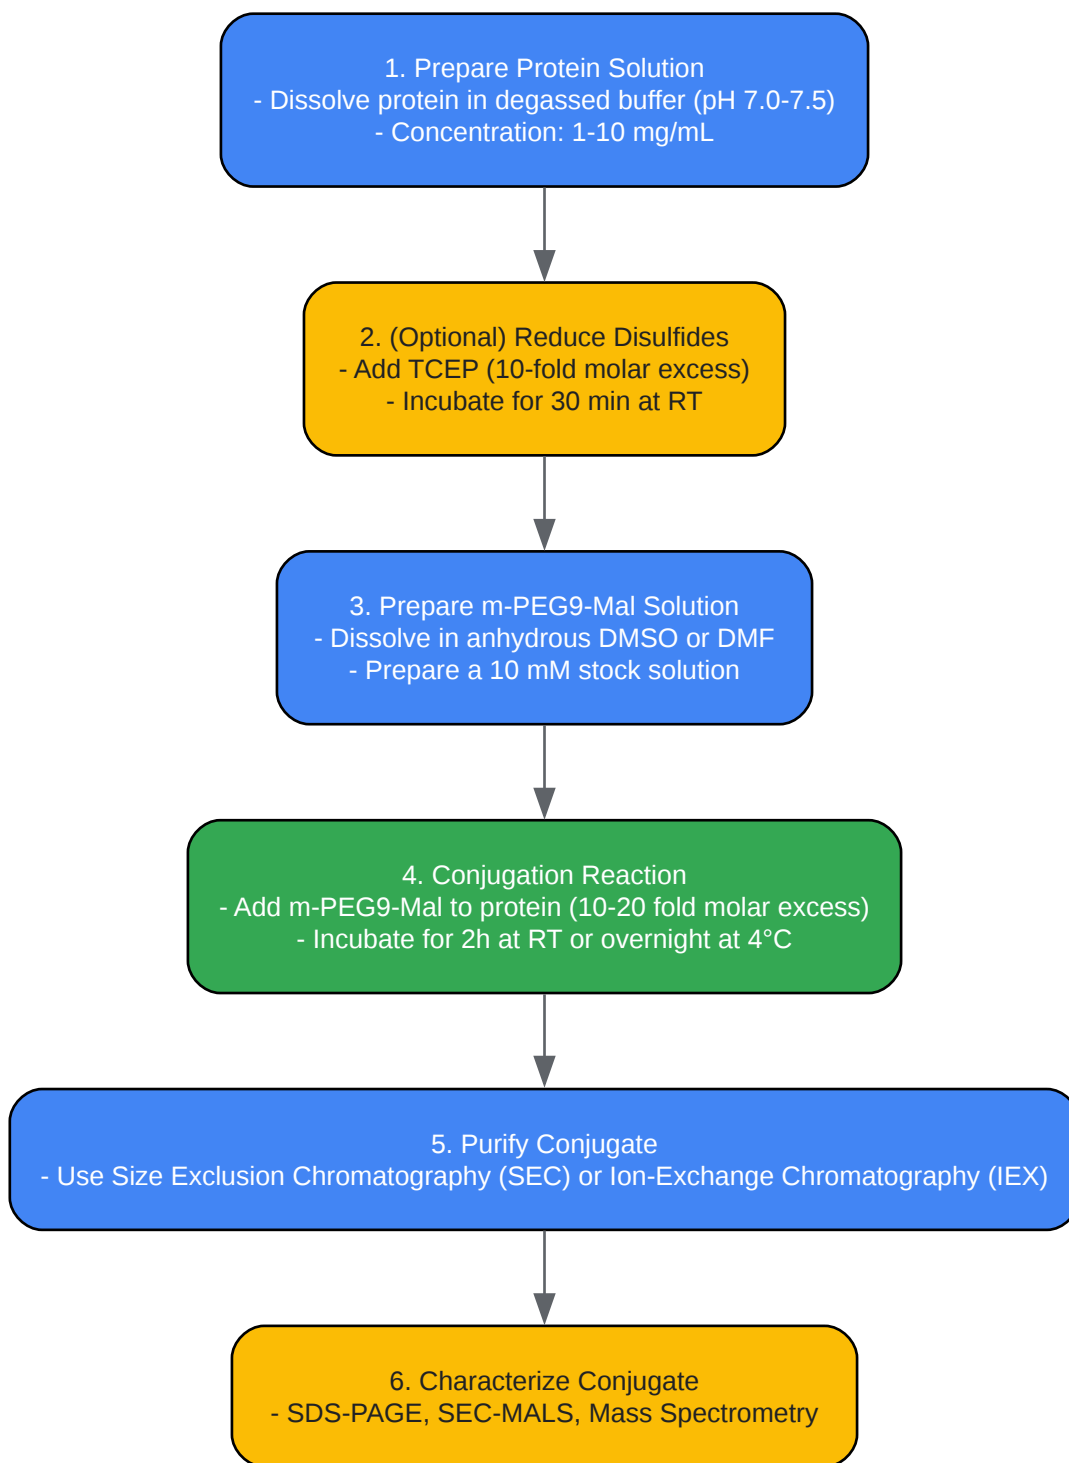 1. Prepare Protein Solution
- Dissolve protein in degassed buffer (pH 7.0-7.5)
- Concentration: 1-10 mg/mL
2. (Optional) Reduce Disulfides
- Add TCEP (10-fold molar excess)
- Incubate for 30 min at RT
3. Prepare m-PEG9-Mal Solution
- Dissolve in anhydrous DMSO or DMF
- Prepare a 10 mM stock solution
4. Conjugation Reaction
- Add m-PEG9-Mal to protein (10-20 fold molar excess)
- Incubate for 2h at RT or overnight at 4°C
5. Purify Conjugate
- Use Size Exclusion Chromatography (SEC) or Ion-Exchange Chromatography (IEX)
6. Characterize Conjugate
- SDS-PAGE, SEC-MALS, Mass Spectrometry